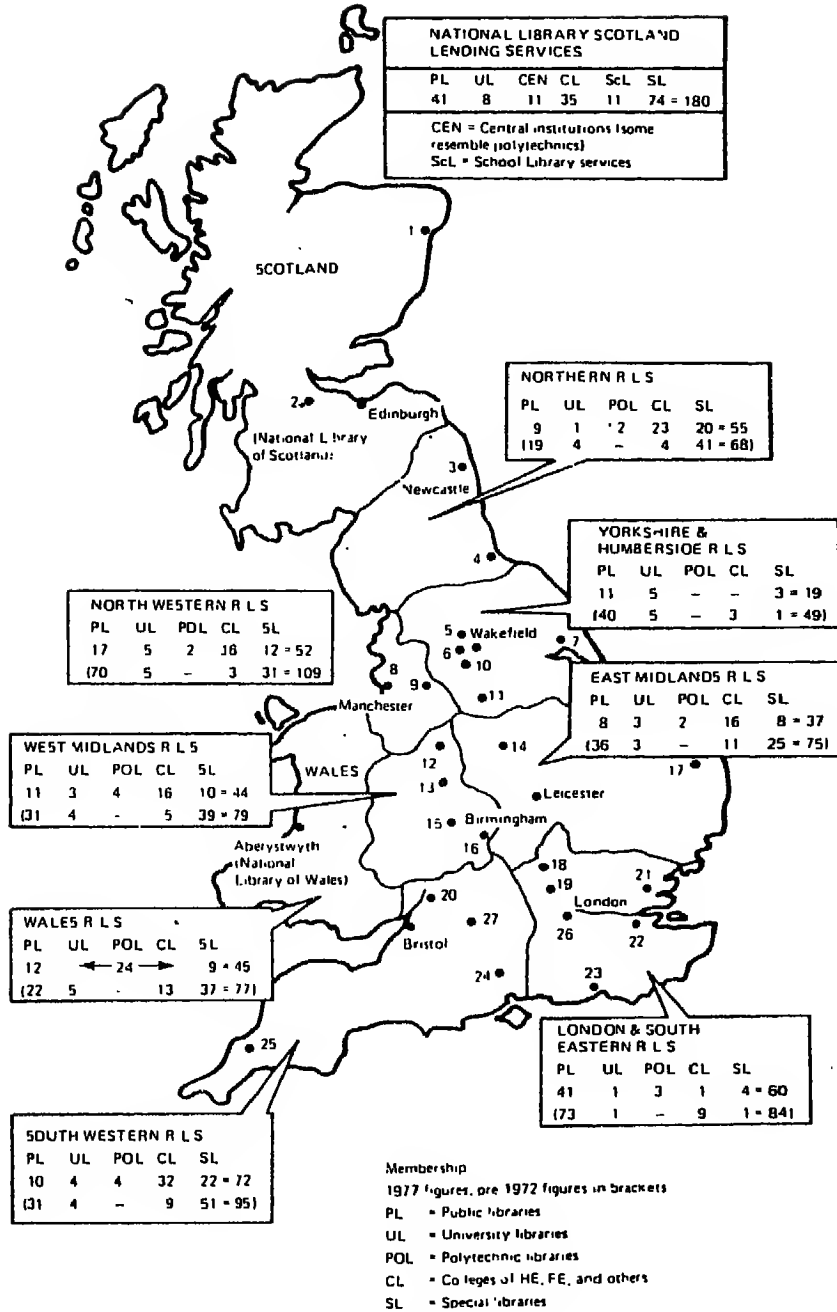 NATIONAL LIBRARY SCOTLAND
LENDING SERVICES
PL UL CEN CL ScL SL
41 8 11 35 11 74 = 180
CEN = Central institutions (some
resemble polytechnics)
ScL = School Library services
1
SCOTLAND
2
Edinburgh
(National Library
of Scotland)
NORTHERN R L S
PL UL POL CL SL
9 1 2 23 20 = 55
(19 4 - 4 41 = 68)
3
Newcastle
4
YORKSHIRE &
HUMBERSIDE R L S
PL UL POL CL SL
11 5 - - 3 = 19
(40 5 - 3 1 = 49)
NORTH WESTERN R L S
PL UL POL CL SL
17 5 2 16 12 = 52
(70 5 - 3 31 = 109)
5 Wakefield 7
6
10
8 9
11
Manchester
EAST MIDLANDS R L S
PL UL POL CL SL
8 3 2 16 8 = 37
(36 3 - 11 25 = 75)
WEST MIDLANDS R L S
PL UL POL CL SL
11 3 4 16 10 = 44
(31 4 - 5 39 = 79)
WALES
12
14
13
17
Leicester
15
Birmingham
16
Aberystwyth
(National
Library of Wales)
18
19
21
London
20
27
26
22
Bristol
24
23
25
WALES R L S
PL UL POL CL SL
12 ← 24 → 9 = 45
(22 5 - 13 37 = 77)
LONDON & SOUTH
EASTERN R L S
PL UL POL CL SL
41 1 3 1 4 = 60
(73 1 - 9 1 = 84)
SOUTH WESTERN R L S
PL UL POL CL SL
10 4 4 32 22 = 72
(31 4 - 9 51 = 95)
Membership
1977 figures, pre 1972 figures in brackets
PL = Public libraries
UL = University libraries
POL = Polytechnic libraries
CL = Colleges of HE, FE, and others
SL = Special libraries